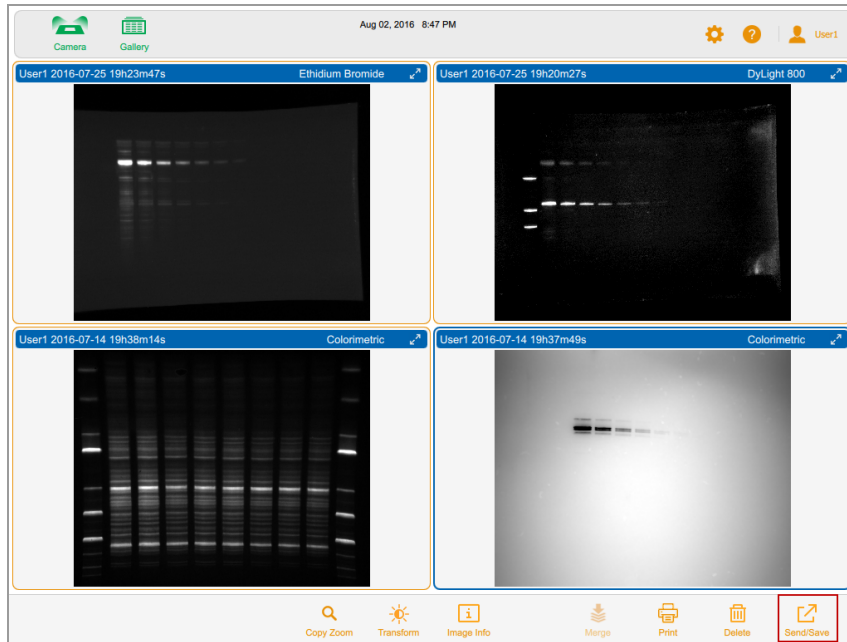 Aug 02, 2016 8:47 PM
Camera
Gallery
?
User1
User1 2016-07-25 19h23m47s
Ethidium Bromide
User1 2016-07-25 19h20m27s
DyLight 800
User1 2016-07-14 19h38m14s
Colorimetric
User1 2016-07-14 19h37m49s
Colorimetric
i
Copy Zoom
Transform
Image Info
Merge
Print
Delete
Send/Save